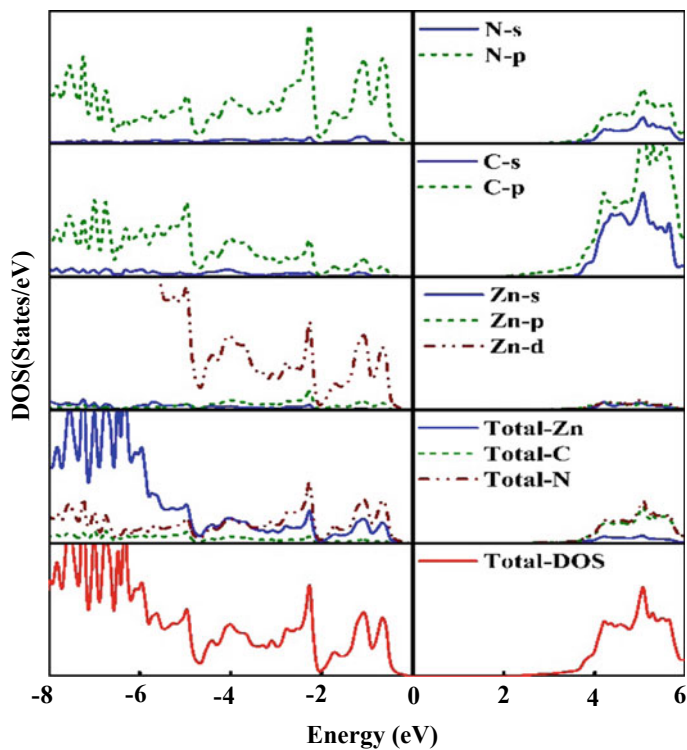 N-s
N-p
C-s
C-p
Zn-s
Zn-p
Zn-d
Total-Zn
Total-C
Total-N
Total-DOS
DOS(States/eV)
-8 -6 -4 -2 0 2 4 6
Energy (eV)